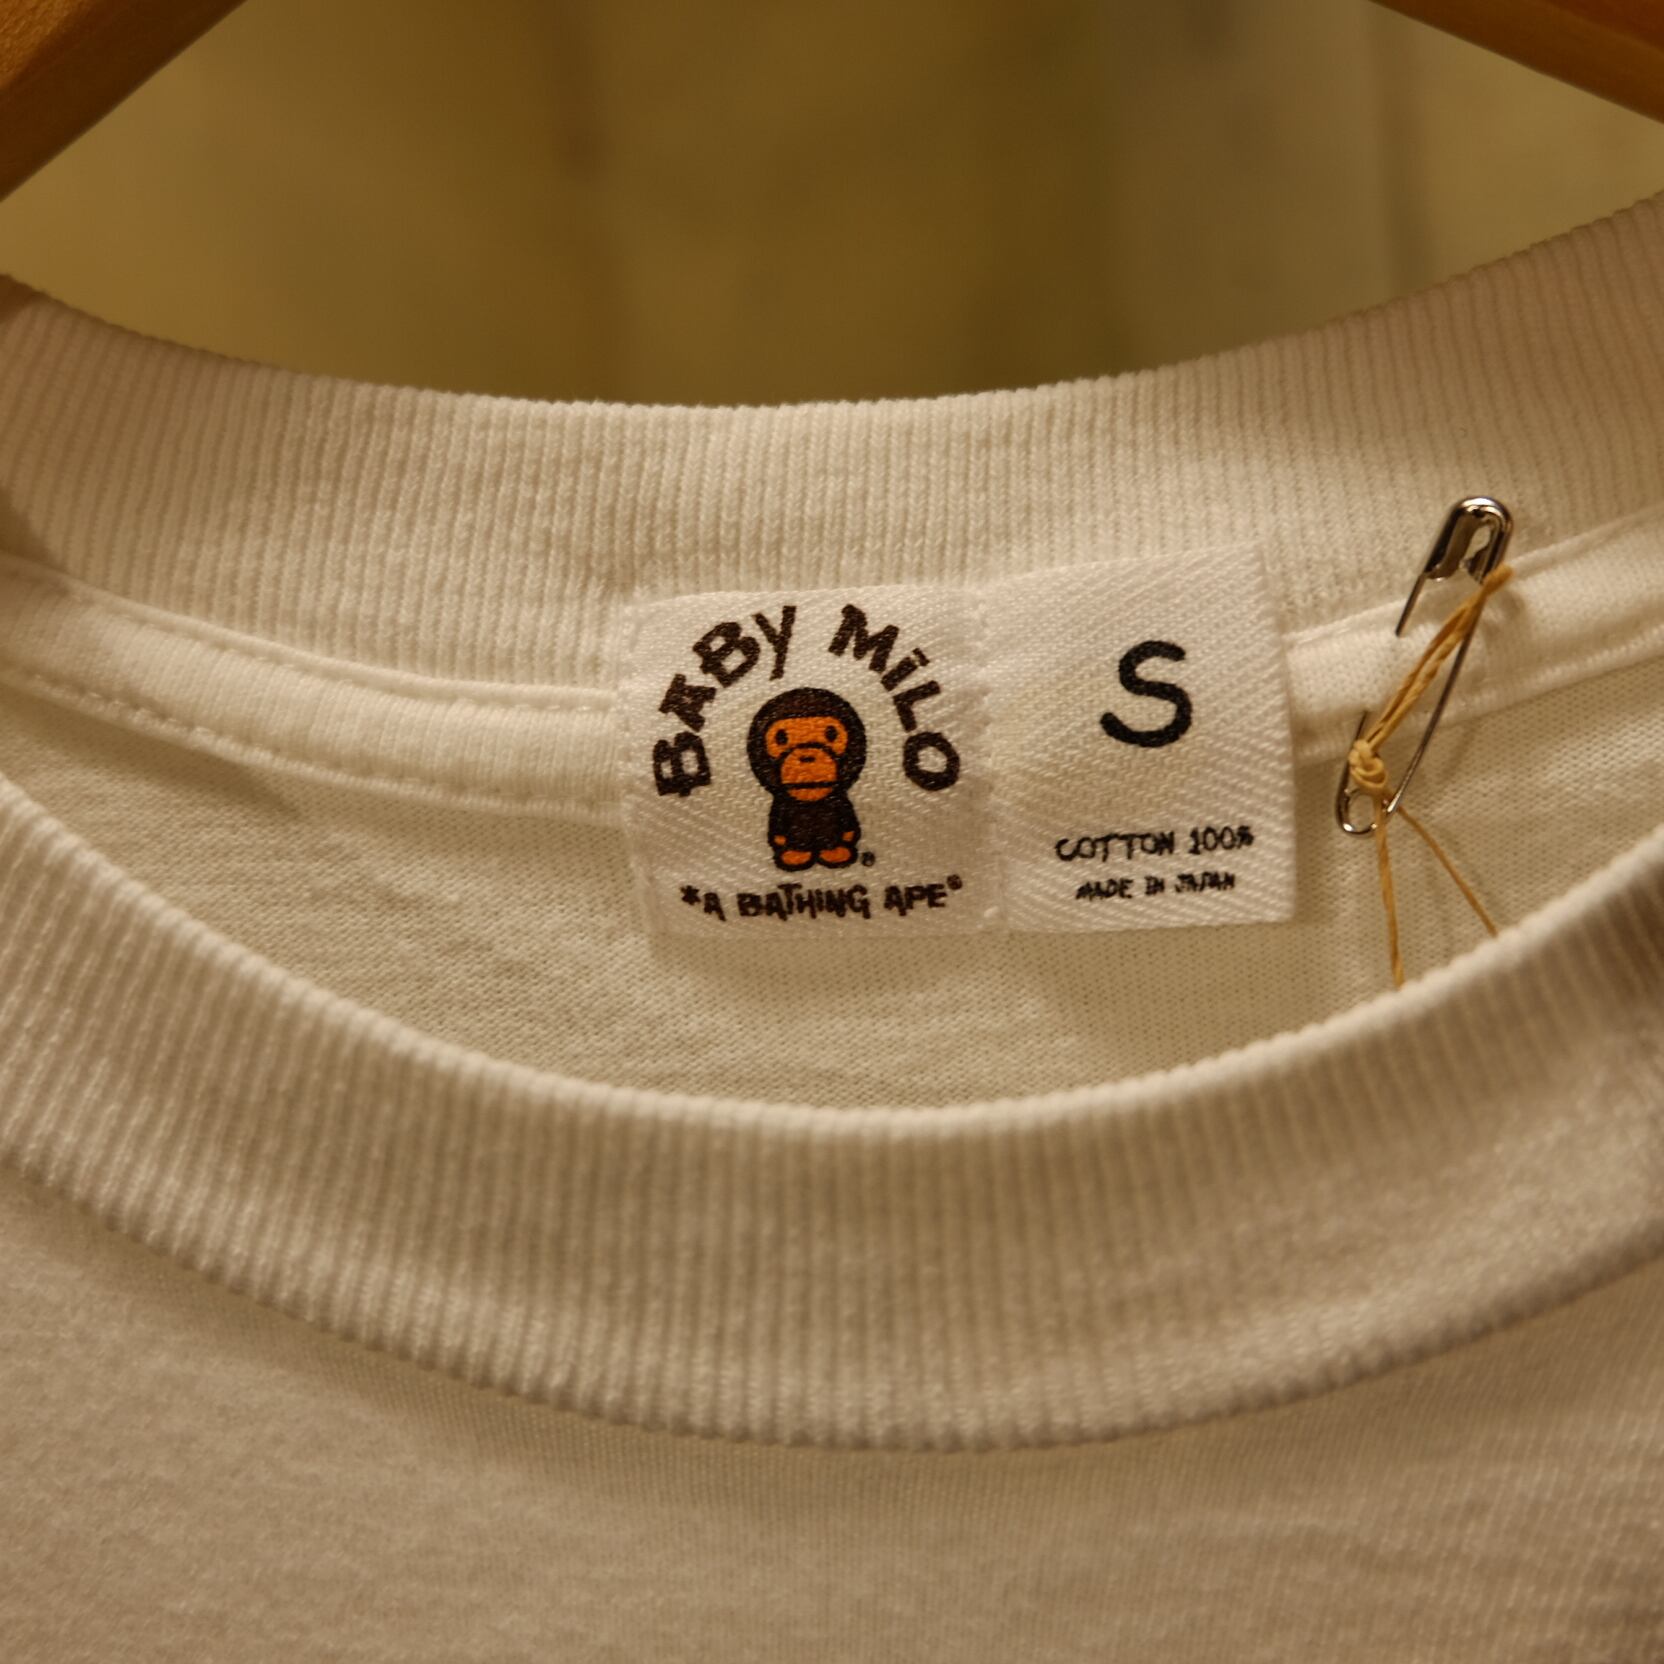 BABY MILO
®
*A BATHING APE®
S
COTTON 100%
MADE IN JAPAN